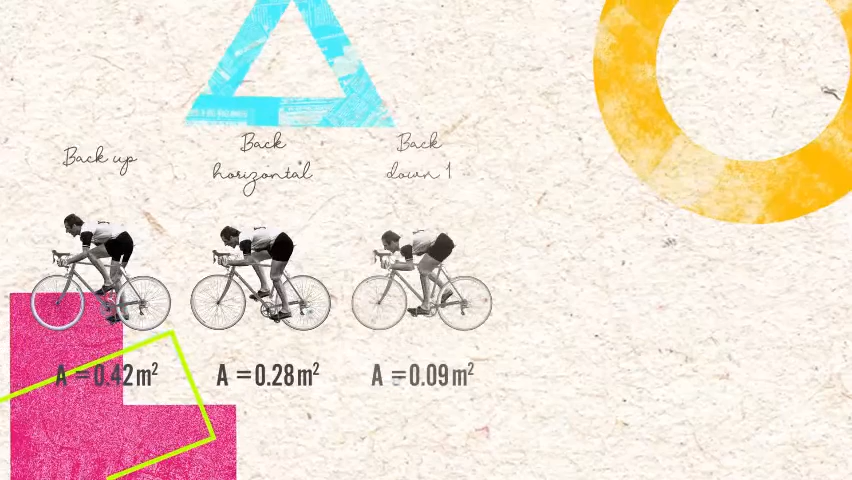 Back up
Back
horizontal
Back
down 1
A = 0.42m²
A = 0.28m²
A = 0.09m²